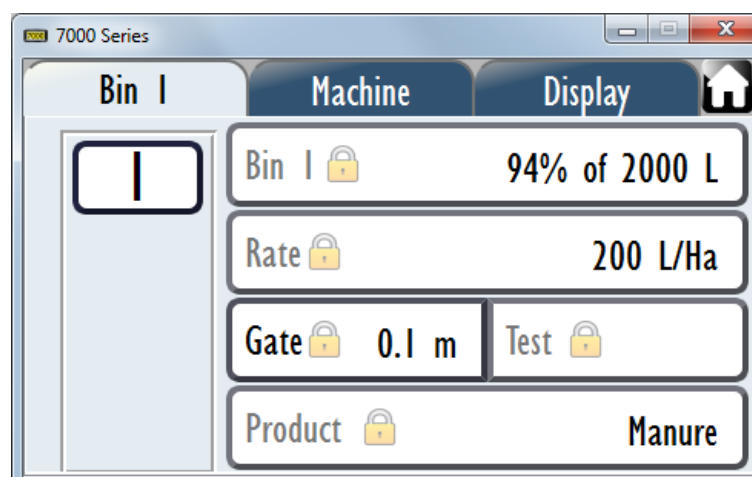 7000 Series
Bin 1 Machine Display
1
Bin 1 94% of 2000 L
Rate 200 L/Ha
Gate 0.1 m Test
Product Manure